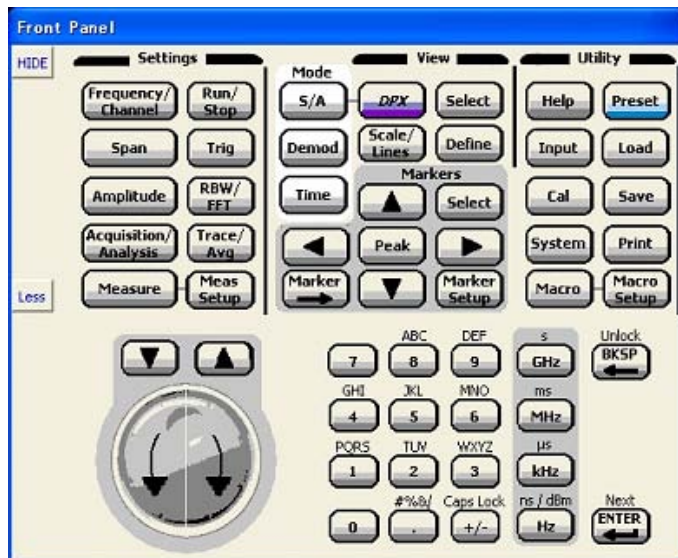 Front Panel
HIDE
Settings
View
Utility
Mode
Frequency/
Channel
Run/
Stop
S/A
DPX
Select
Help
Preset
Span
Trig
Demod
Scale/
Lines
Define
Input
Load
Markers
Amplitude
RBW/
FFT
Time
Select
Cal
Save
Acquisition/
Analysis
Trace/
Avg
Peak
System
Print
Less
Measure
Meas
Setup
Marker
Marker
Setup
Macro
Macro
Setup
ABC
DEF
s
Unlock
7
8
9
GHz
BKSP
GHI
JKL
MNO
ms
4
5
6
MHz
PQRS
TUV
WXYZ
µs
1
2
3
kHz
#%&/
Caps Lock
ns / dBm
Next
0
.
+/-
Hz
ENTER